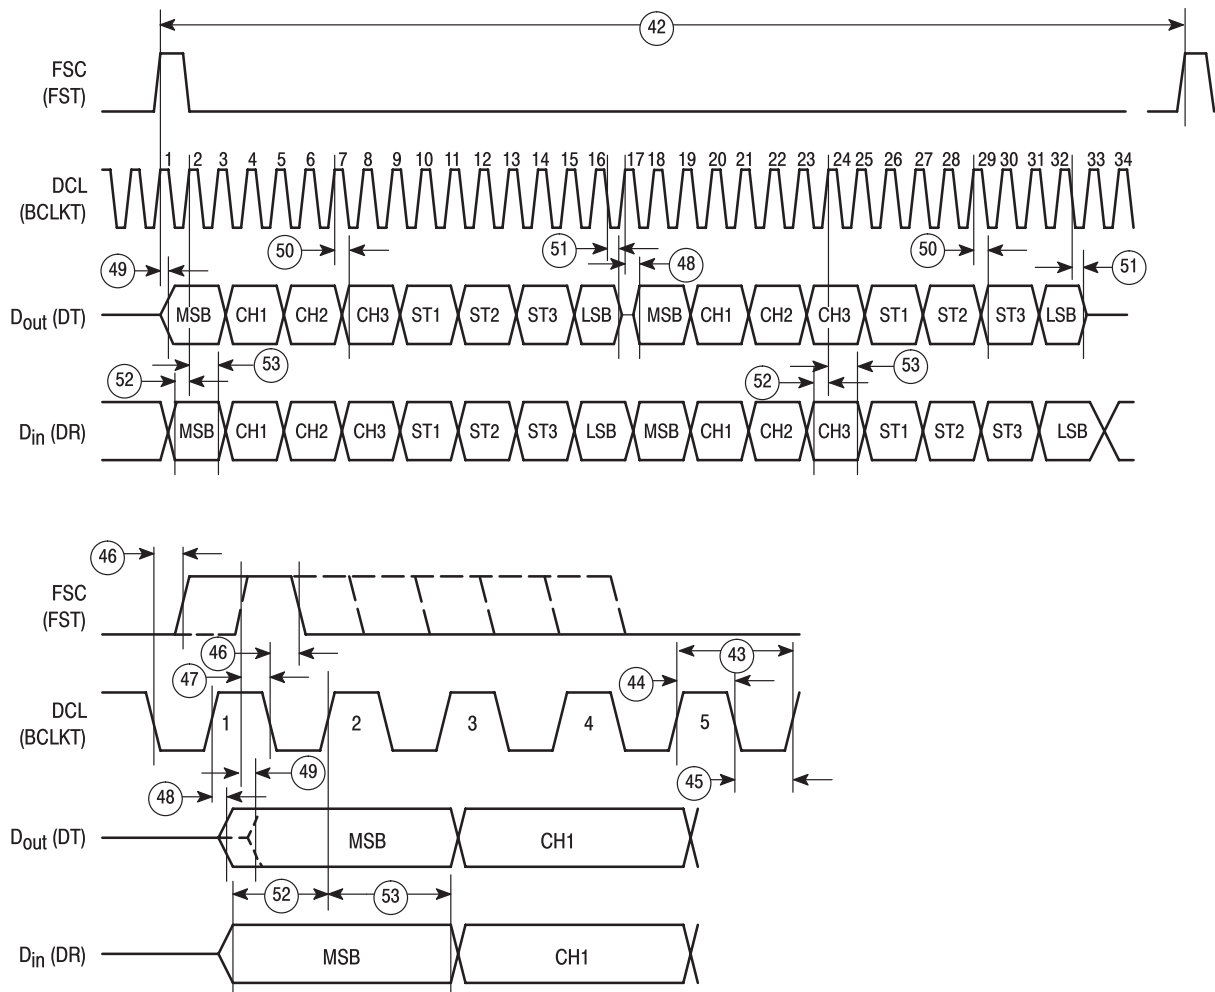 42
FSC
(FST)
1 2 3 4 5 6 7 8 9 10 11 12 13 14 15 16 17 18 19 20 21 22 23 24 25 26 27 28 29 30 31 32 33 34
DCL
(BCLKT)
50 51 50
49 48 51
Dout (DT) MSB CH1 CH2 CH3 ST1 ST2 ST3 LSB MSB CH1 CH2 CH3 ST1 ST2 ST3 LSB
53 53
52 52
Din (DR) MSB CH1 CH2 CH3 ST1 ST2 ST3 LSB MSB CH1 CH2 CH3 ST1 ST2 ST3 LSB
46
FSC
(FST)
46 43
47 44
DCL
(BCLKT)
1 2 3 4 5
49 45
48
Dout (DT) MSB CH1
52 53
Din (DR) MSB CH1